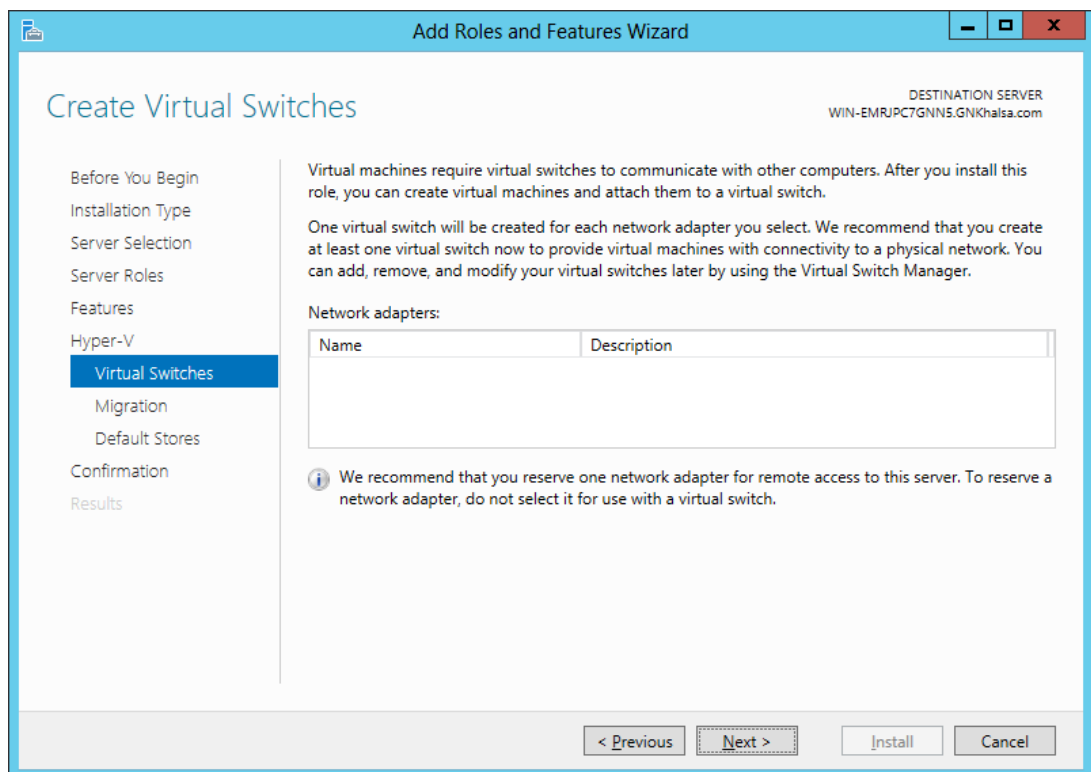 Add Roles and Features Wizard
Create Virtual Switches
DESTINATION SERVER
WIN-EMRJPC7GNN5.GNKhalsa.com
Before You Begin
Installation Type
Server Selection
Server Roles
Features
Hyper-V
Virtual Switches
Migration
Default Stores
Confirmation
Results
Virtual machines require virtual switches to communicate with other computers. After you install this
role, you can create virtual machines and attach them to a virtual switch.
One virtual switch will be created for each network adapter you select. We recommend that you create
at least one virtual switch now to provide virtual machines with connectivity to a physical network. You
can add, remove, and modify your virtual switches later by using the Virtual Switch Manager.
Network adapters:
Name Description
We recommend that you reserve one network adapter for remote access to this server. To reserve a
network adapter, do not select it for use with a virtual switch.
< Previous Next > Install Cancel